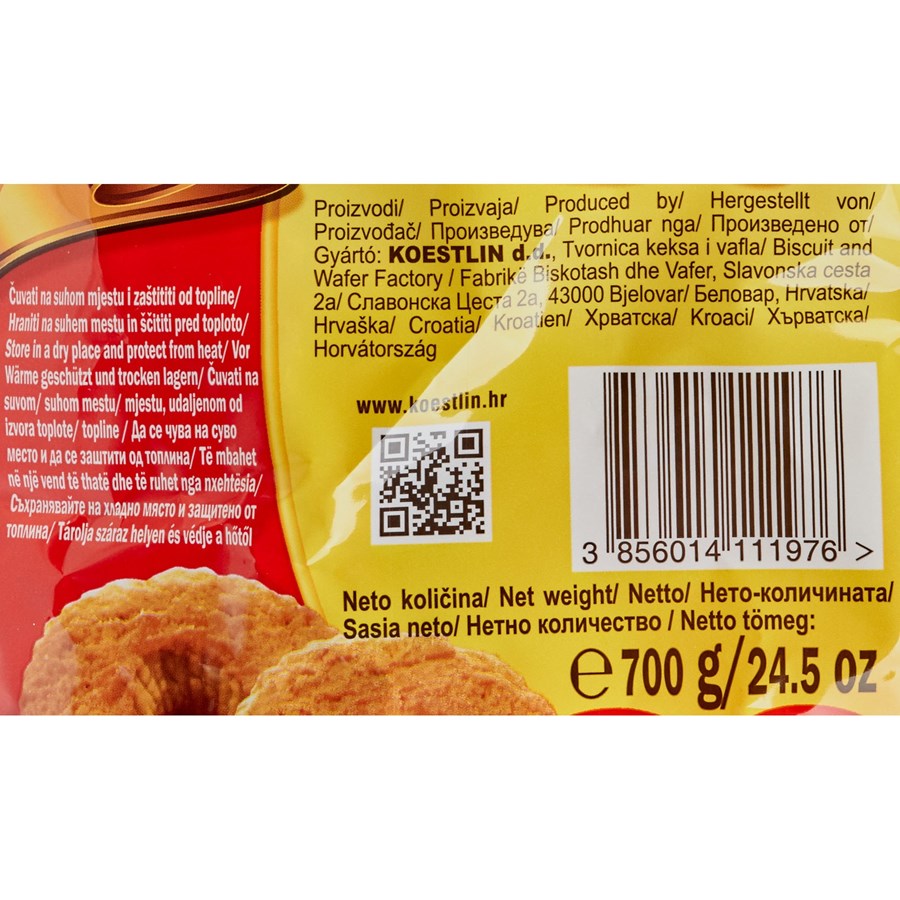 Proizvodi/ Proizvaja/ Produced by/ Hergestellt von/
Proizvođač/ Произведува/ Prodhuar nga/ Произведено от/
Gyártó: KOESTLIN d.d., Tvornica keksa i vafla/ Biscuit and
Wafer Factory / Fabrikë Biskotash dhe Vafer, Slavonska cesta
2a/ Славонска Цеста 2a, 43000 Bjelovar/ Беловар, Hrvatska/
Hrvaška/ Croatia/ Kroatien/ Хрватска/ Kroaci/ Хърватска/
Horvátország
Čuvati na suhom mjestu i zaštititi od topline/
Hraniti na suhem mestu in ščititi pred toploto/
Store in a dry place and protect from heat/ Vor
Wärme geschützt und trocken lagern/ Čuvati na
suvom/ suhom mestu/ mjestu, udaljenom od
izvora toplote/ topline / Да се чува на суво
место и да се заштити од топлина/ Të mbahet
në një vend të thatë dhe të ruhet nga nxehtësia/
Съхранявайте на хладно място и защитено от
топлина/ Tárolja száraz helyen és védje a hőtől
www.koestlin.hr
3 856014 111976 >
Neto količina/ Net weight/ Netto/ Нето-количината/
Sasia neto/ Нетно количество / Netto tömeg:
℮ 700 g/24.5 oz